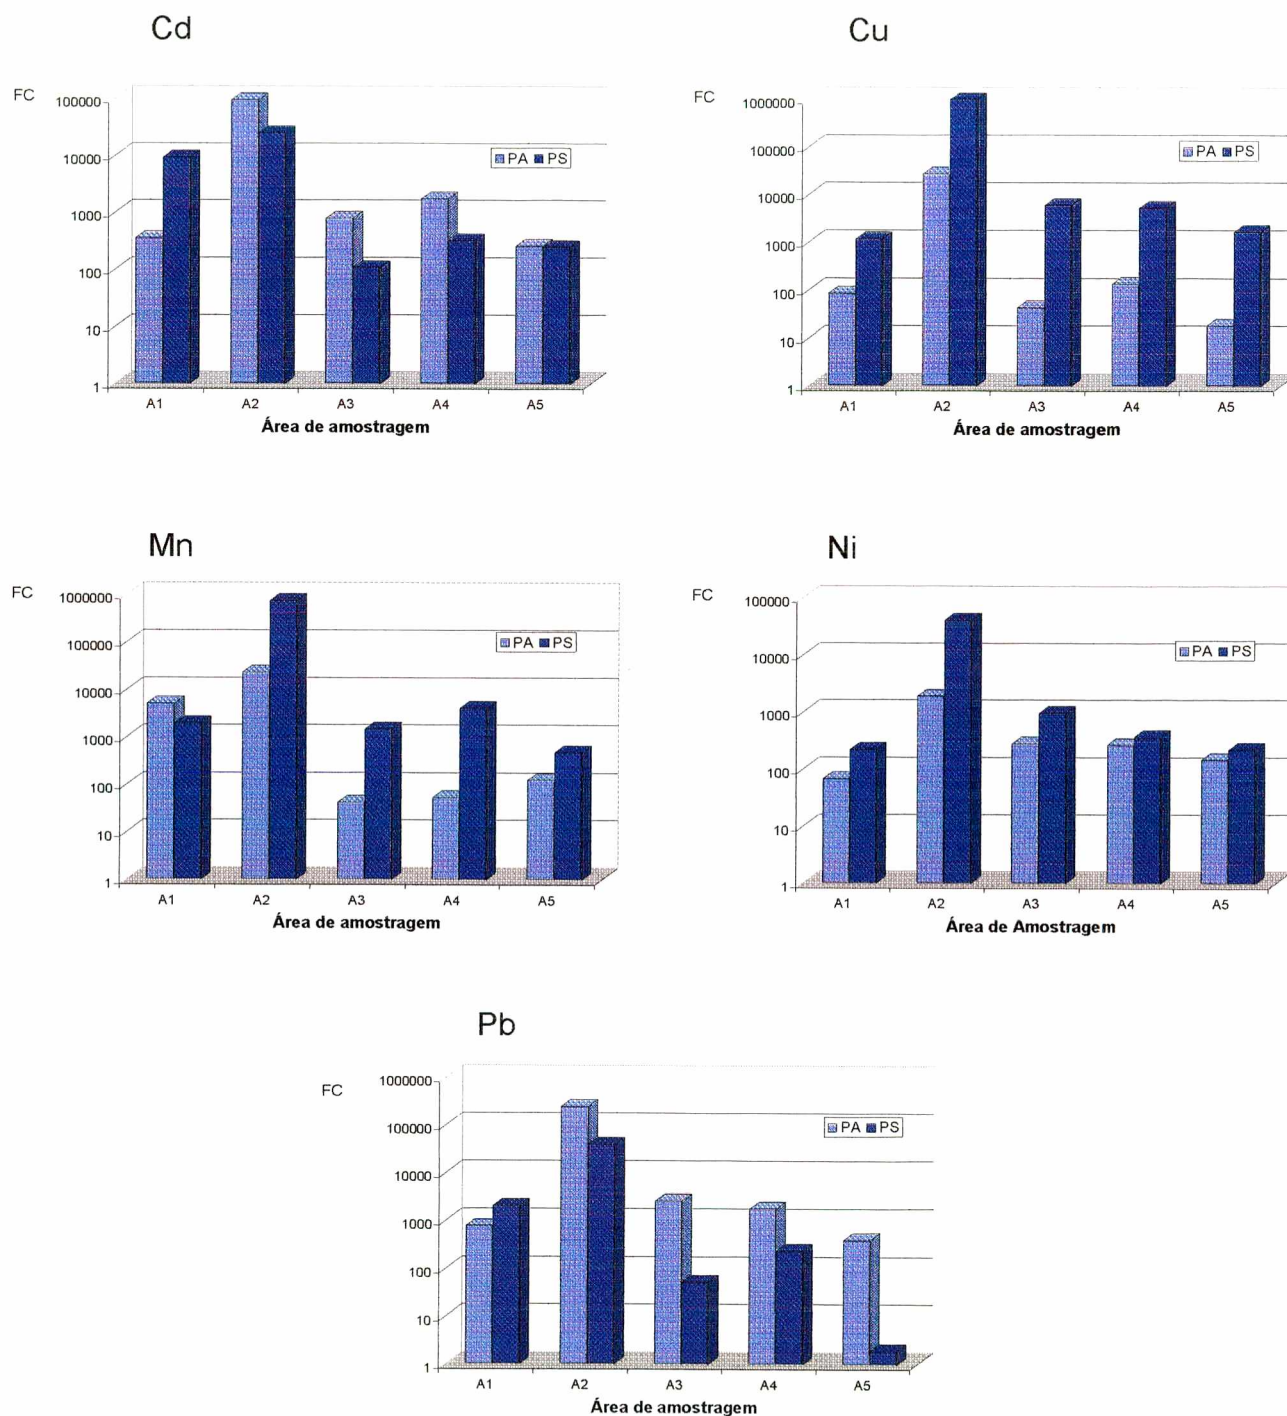 Cd
FC
100000
10000
1000
100
10
1
PA PS
A1 A2 A3 A4 A5
Área de amostragem
Cu
FC
1000000
100000
10000
1000
100
10
1
PA PS
A1 A2 A3 A4 A5
Área de amostragem
Mn
FC
1000000
100000
10000
1000
100
10
1
PA PS
A1 A2 A3 A4 A5
Área de amostragem
Ni
FC
100000
10000
1000
100
10
1
PA PS
A1 A2 A3 A4 A5
Área de Amostragem
Pb
FC
1000000
100000
10000
1000
100
10
1
PA PS
A1 A2 A3 A4 A5
Área de amostragem